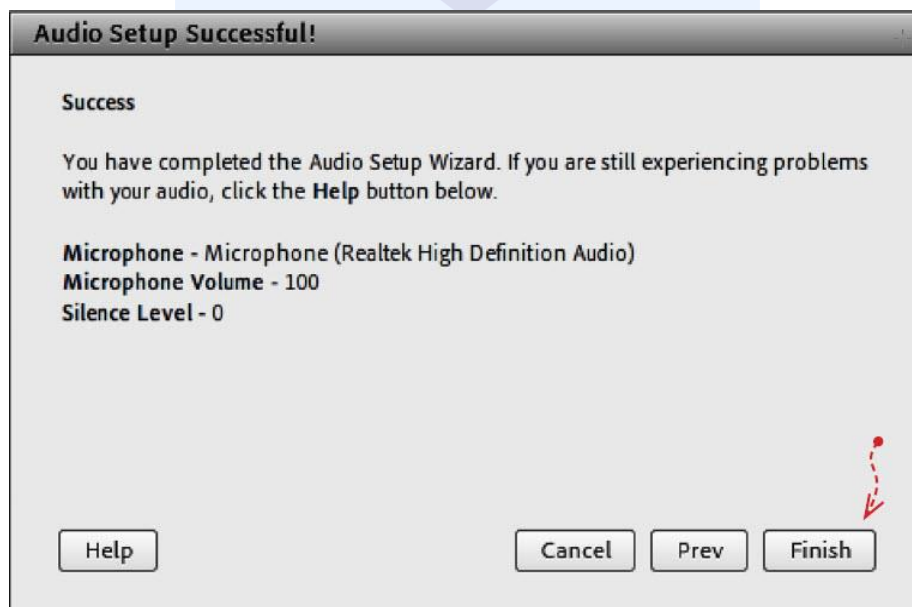 Audio Setup Successful!
Success
You have completed the Audio Setup Wizard. If you are still experiencing problems
with your audio, click the Help button below.
Microphone - Microphone (Realtek High Definition Audio)
Microphone Volume - 100
Silence Level - 0
Help
Cancel
Prev
Finish